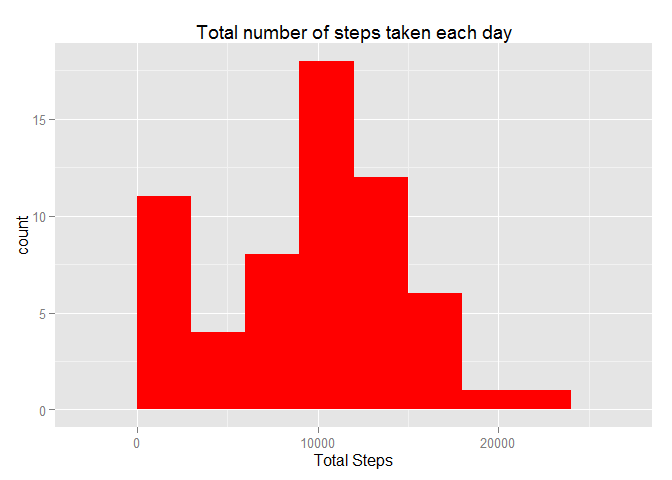 Total number of steps taken each day
count
15
10
5
0
0 10000 20000
Total Steps